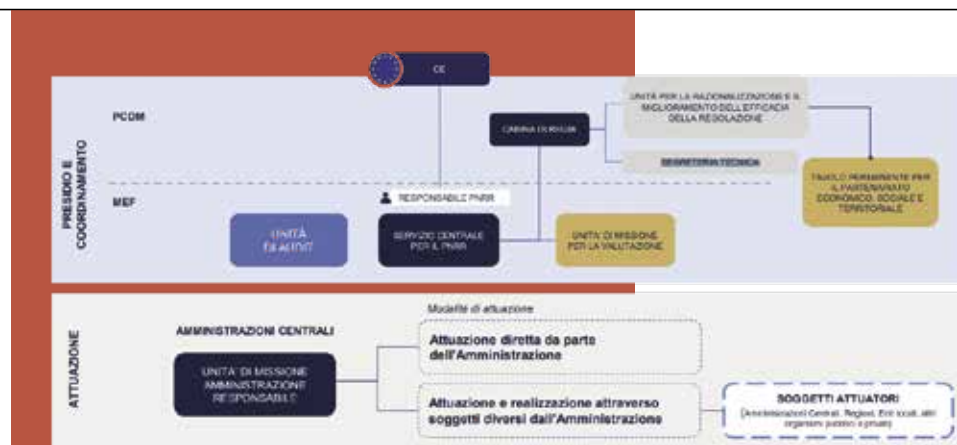 CE
PCDM
UNITÀ PER LA RAZIONALIZZAZIONE E IL
MIGLIORAMENTO DELL'EFFICACIA
DELLA REGOLAZIONE
CABINA DI REGIA
SEGRETERIA TECNICA
TAVOLO PERMANENTE PER
IL PARTENARIATO
ECONOMICO, SOCIALE E
TERRITORIALE
PRESIDIO E
COORDINAMENTO
MEF
RESPONSABILE PNRR
UNITÀ
DI AUDIT
SERVIZIO CENTRALE
PER IL PNRR
UNITA' DI MISSIONE
PER LA VALUTAZIONE
ATTUAZIONE
Modalità di attuazione
AMMINISTRAZIONI CENTRALI
Attuazione diretta da parte
dell'Amministrazione
UNITA' DI MISSIONE
AMMINISTRAZIONE
RESPONSABILE
Attuazione e realizzazione attraverso
soggetti diversi dall'Amministrazione
SOGGETTI ATTUATORI
(Amministrazioni Centrali, Regioni, Enti locali, altri
organismi pubblici e privati)